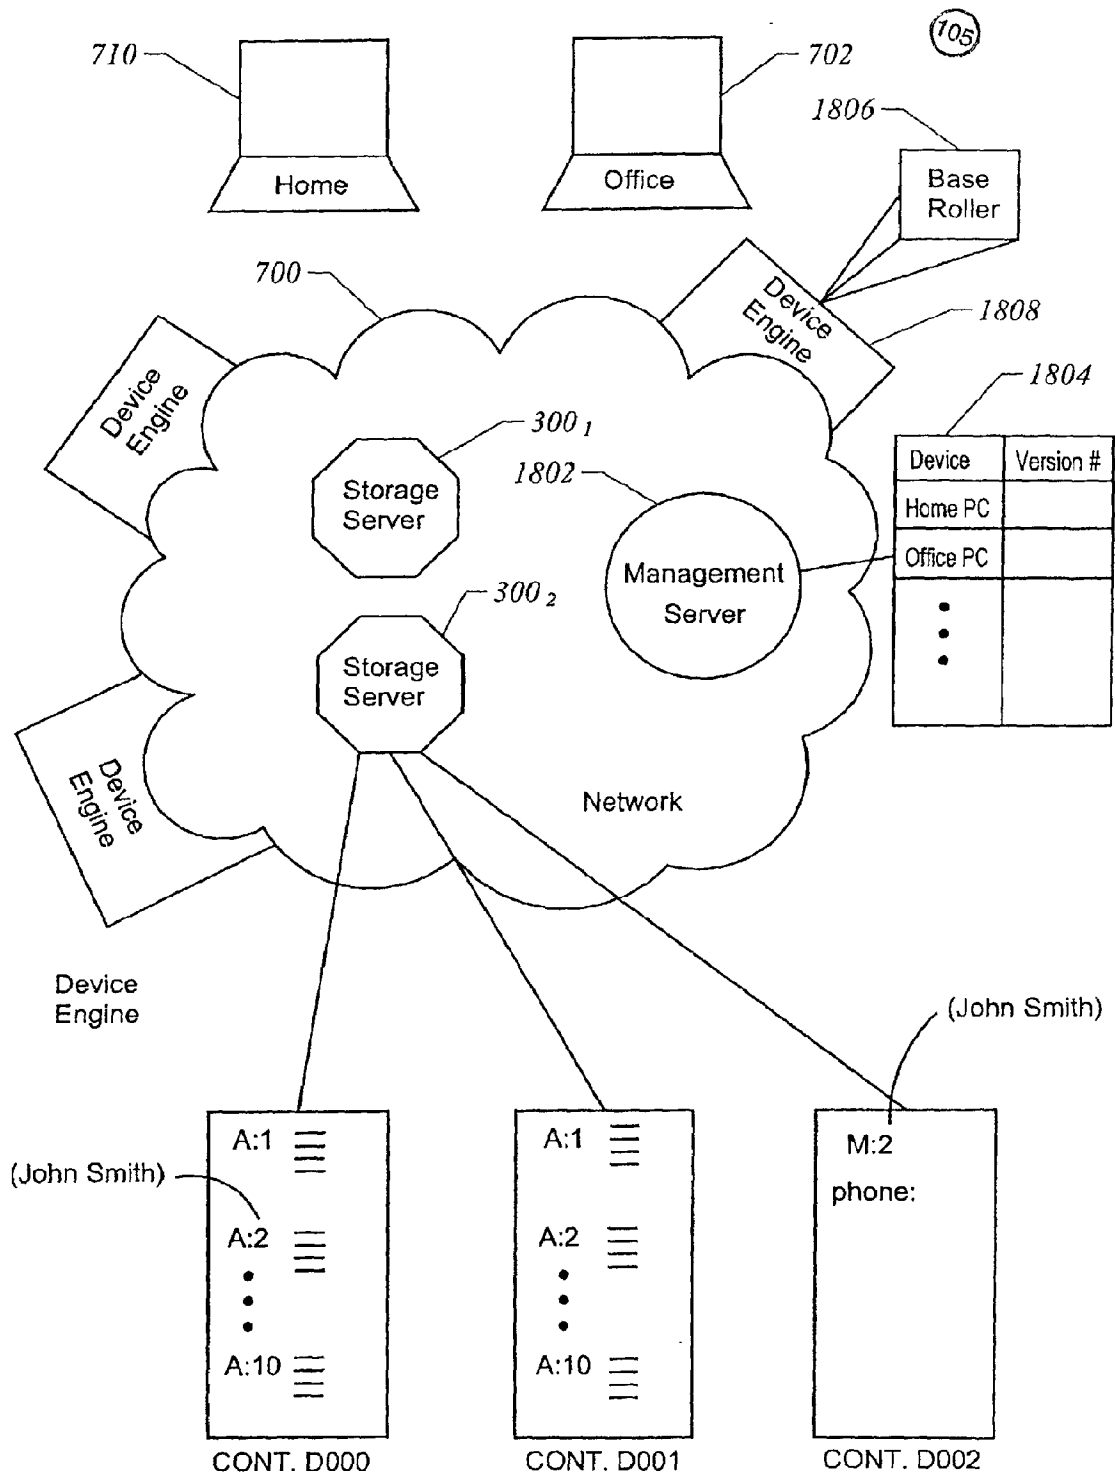 710
702
105
1806
Home
Office
Base
Roller
700
Device
Engine
1808
Device
Engine
1804
300 1
1802
Device
Version #
Storage
Server
Home PC
Office PC
Management
Server
300 2
Storage
Server
Device
Engine
Network
Device
Engine
(John Smith)
A:1
A:1
M:2
(John Smith)
phone:
A:2
A:2
A:10
A:10
CONT. D000
CONT. D001
CONT. D002